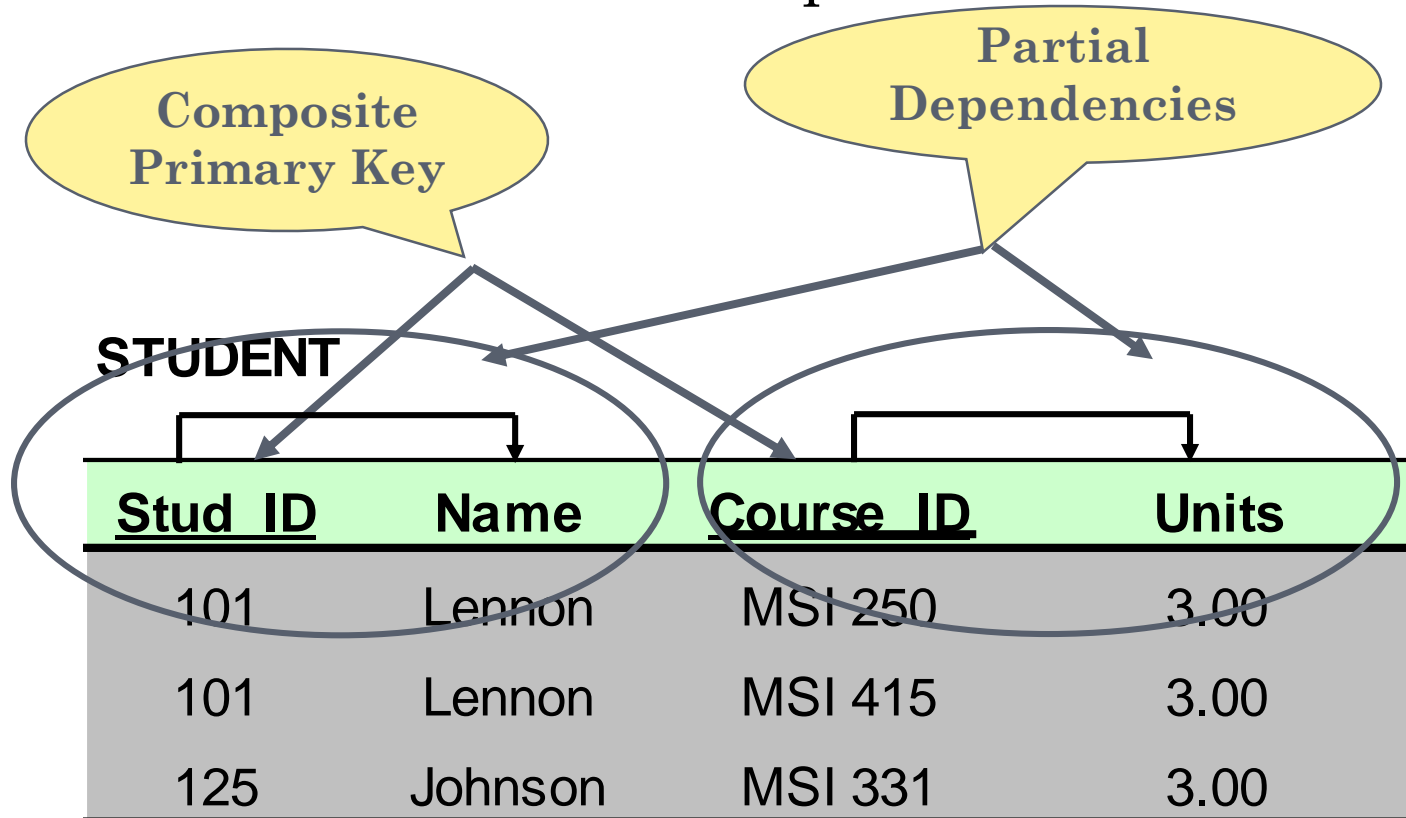 Partial
Dependencies
Composite
Primary Key
STUDENT
Stud_ID Name Course_ID Units
101 Lennon MSI 250 3.00
101 Lennon MSI 415 3.00
125 Johnson MSI 331 3.00